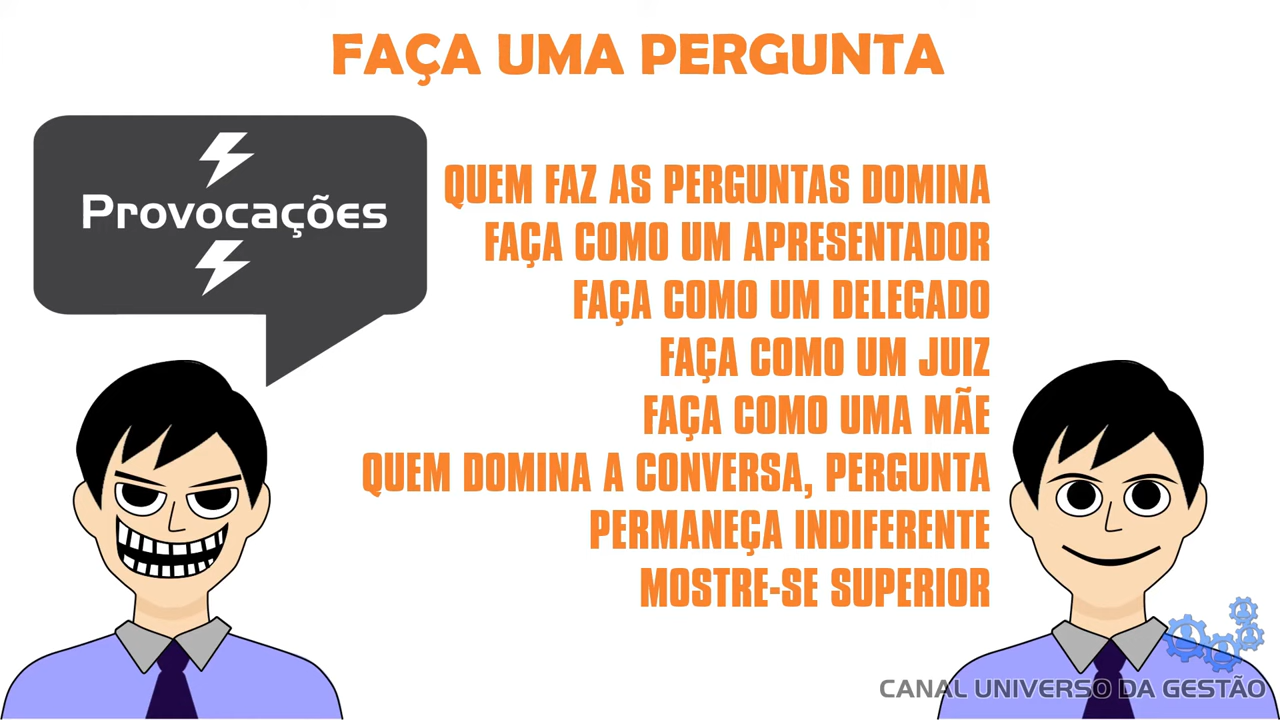 FAÇA UMA PERGUNTA
Provocações
QUEM FAZ AS PERGUNTAS DOMINA
FAÇA COMO UM APRESENTADOR
FAÇA COMO UM DELEGADO
FAÇA COMO UM JUIZ
FAÇA COMO UMA MÃE
QUEM DOMINA A CONVERSA, PERGUNTA
PERMANEÇA INDIFERENTE
MOSTRE-SE SUPERIOR
CANAL UNIVERSO DA GESTÃO